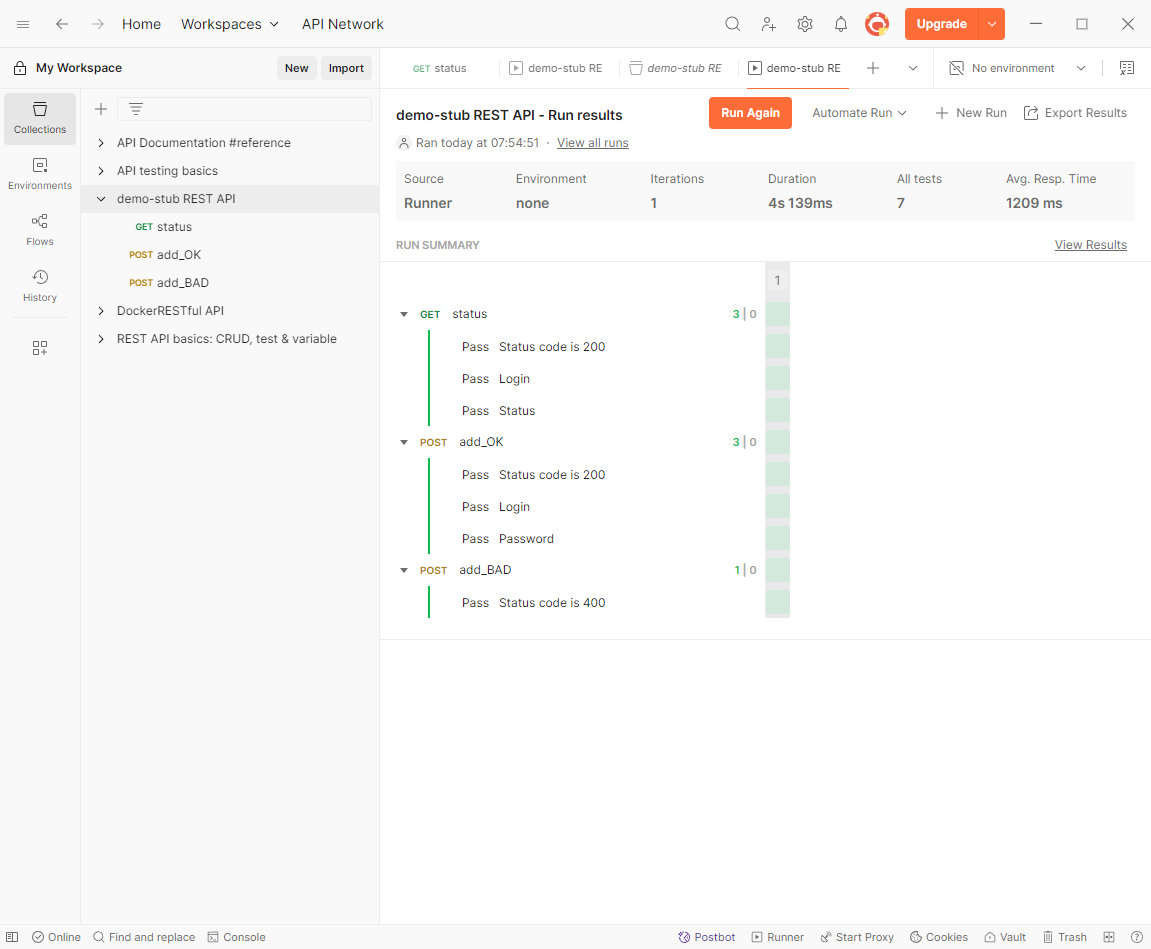 Home Workspaces API Network Upgrade
My Workspace New Import GET status demo-stub RE demo-stub RE demo-stub RE No environment
Collections
Environments
Flows
History
API Documentation #reference
API testing basics
demo-stub REST API
GET status
POST add_OK
POST add_BAD
DockerRESTful API
REST API basics: CRUD, test & variable
demo-stub REST API - Run results Run Again Automate Run New Run Export Results
Ran today at 07:54:51 · View all runs
Source Environment Iterations Duration All tests Avg. Resp. Time
Runner none 1 4s 139ms 7 1209 ms
RUN SUMMARY View Results
1
GET status 3 | 0
Pass Status code is 200
Pass Login
Pass Status
POST add_OK 3 | 0
Pass Status code is 200
Pass Login
Pass Password
POST add_BAD 1 | 0
Pass Status code is 400
Online Find and replace Console Postbot Runner Start Proxy Cookies Vault Trash